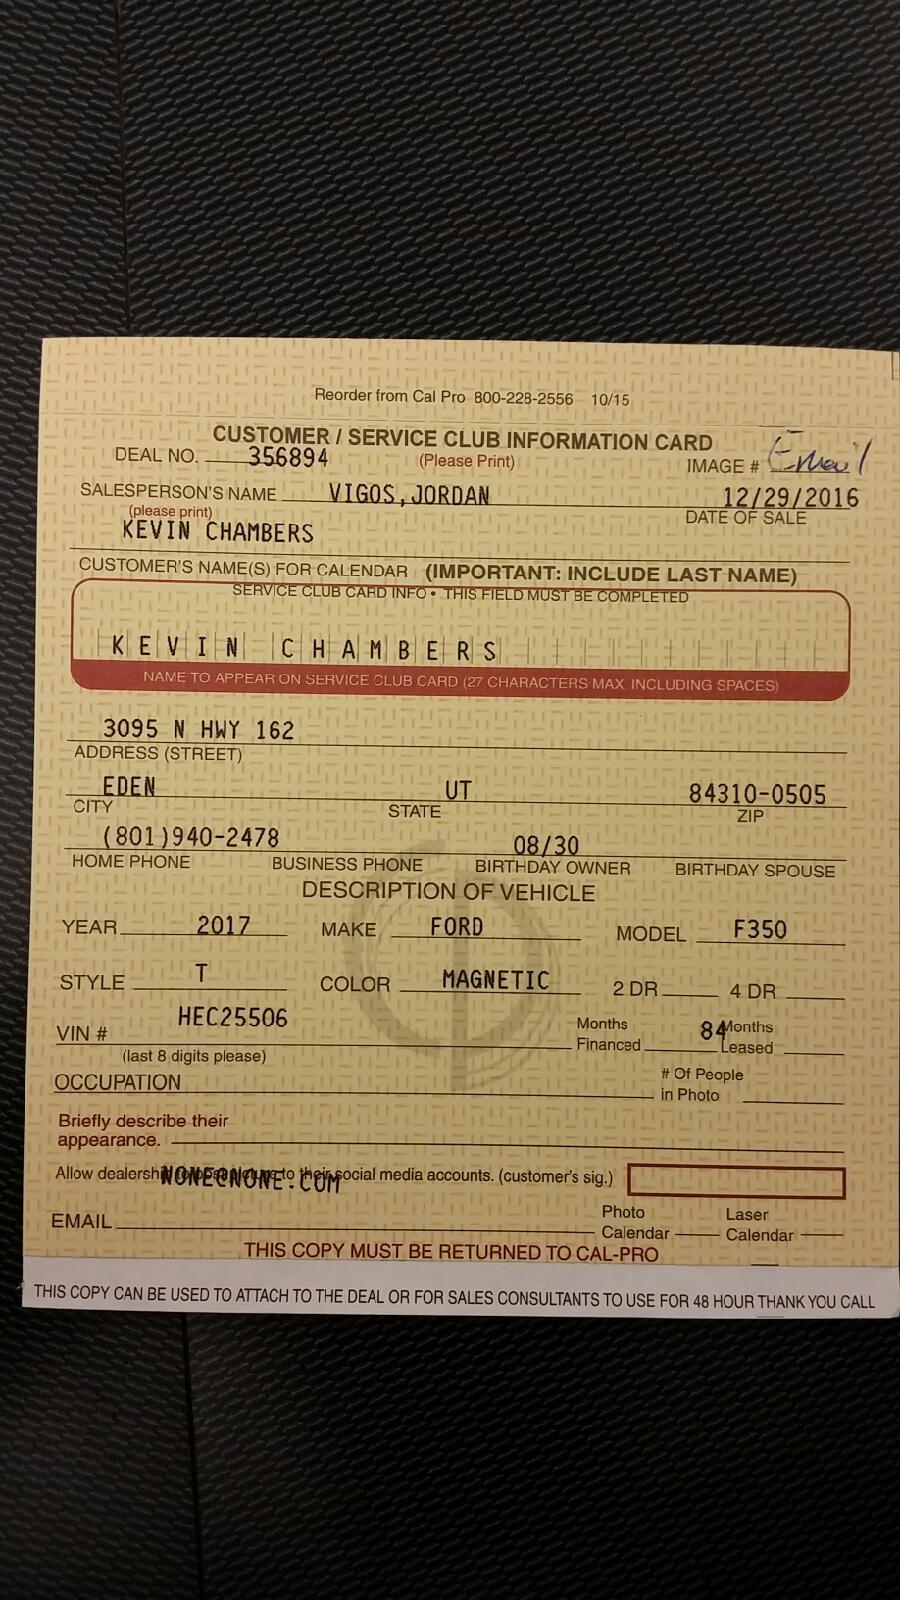 Reorder from Cal Pro 800-228-2556 10/15
CUSTOMER / SERVICE CLUB INFORMATION CARD
DEAL NO. 356894 (Please Print) IMAGE # Email
SALESPERSON'S NAME VIGOS,JORDAN 12/29/2016
(please print) DATE OF SALE
KEVIN CHAMBERS
CUSTOMER'S NAME(S) FOR CALENDAR (IMPORTANT: INCLUDE LAST NAME)
SERVICE CLUB CARD INFO • THIS FIELD MUST BE COMPLETED
KEVIN CHAMBERS
NAME TO APPEAR ON SERVICE CLUB CARD (27 CHARACTERS MAX. INCLUDING SPACES)
3095 N HWY 162
ADDRESS (STREET)
EDEN UT 84310-0505
CITY STATE ZIP
(801)940-2478 08/30
HOME PHONE BUSINESS PHONE BIRTHDAY OWNER BIRTHDAY SPOUSE
DESCRIPTION OF VEHICLE
YEAR 2017 MAKE FORD MODEL F350
STYLE T COLOR MAGNETIC 2 DR 4 DR
VIN # HEC25506 Months Financed 84 Months Leased
(last 8 digits please)
OCCUPATION # Of People in Photo
Briefly describe their
appearance.
Allow dealership to post picture to their social media accounts. (customer's sig.)
NONE@NONE.COM
EMAIL Photo Calendar Laser Calendar
THIS COPY MUST BE RETURNED TO CAL-PRO
THIS COPY CAN BE USED TO ATTACH TO THE DEAL OR FOR SALES CONSULTANTS TO USE FOR 48 HOUR THANK YOU CALL